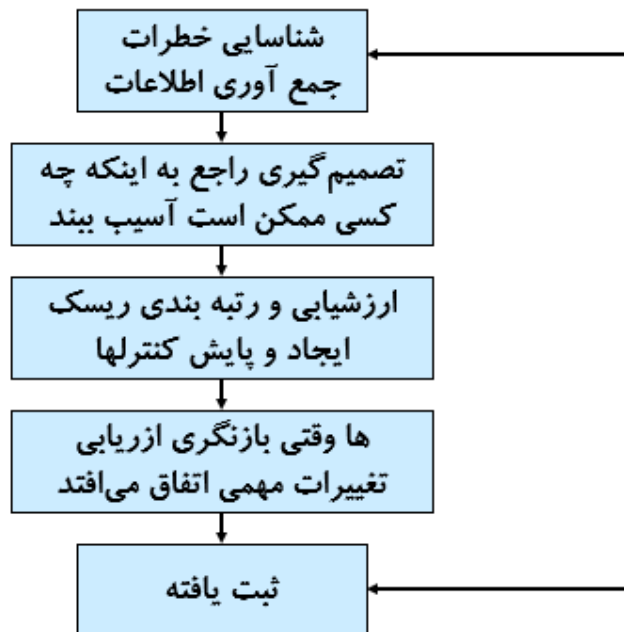 شناسایی خطرات
جمع آوری اطلاعات
تصمیم‌گیری راجع به اینکه چه
کسی ممکن است آسیب ببند
ارزشیابی و رتبه بندی ریسک
ایجاد و پایش کنترلها
ها وقتی بازنگری ازریابی
تغییرات مهمی اتفاق می‌افتد
ثبت یافته